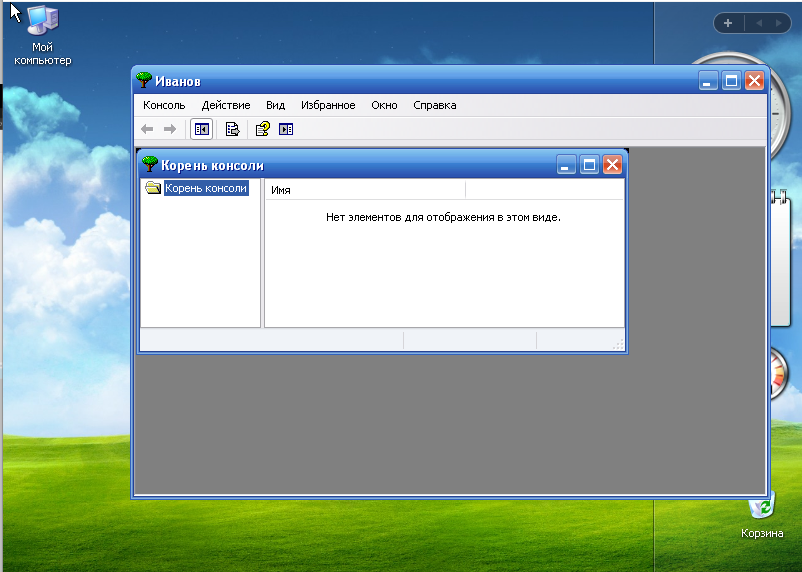 Мой
компьютер
Иванов
Консоль Действие Вид Избранное Окно Справка
Корень консоли
Корень консоли
Имя
Нет элементов для отображения в этом виде.
Корзина